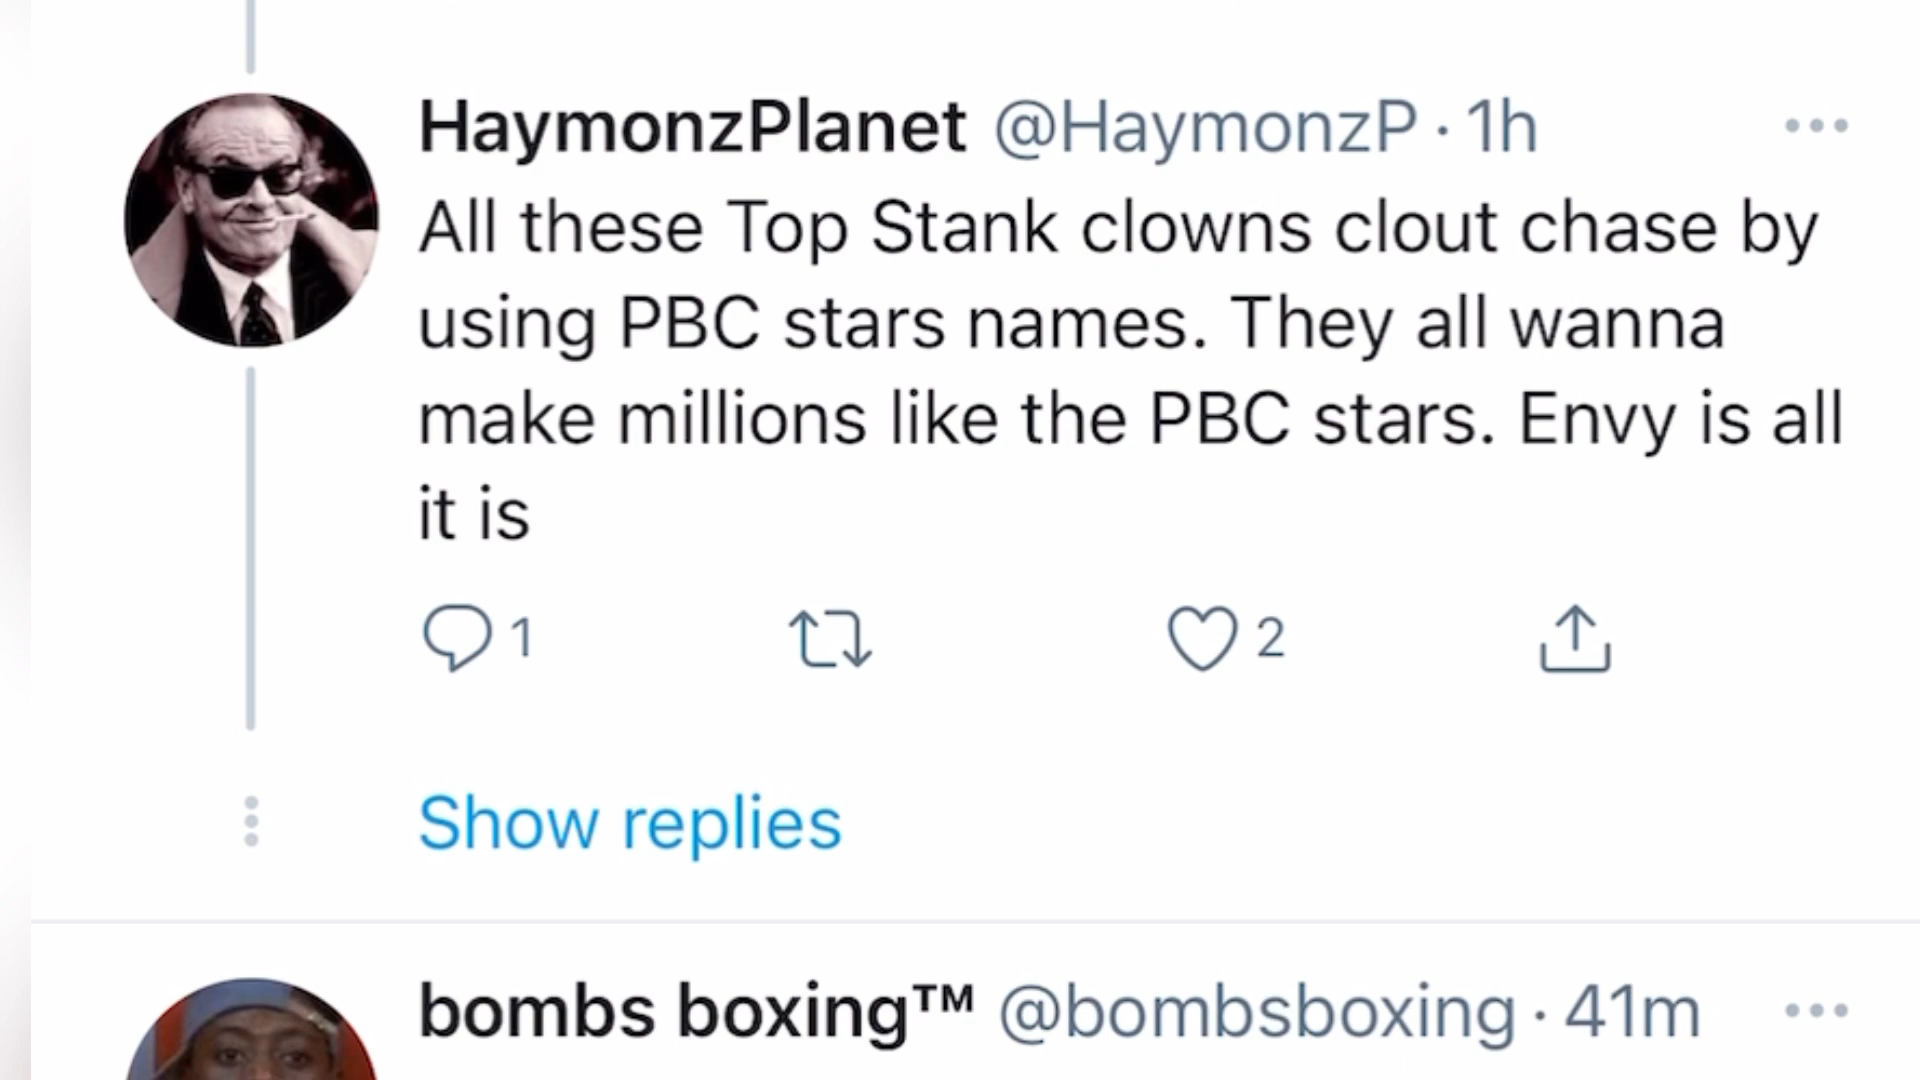 HaymonzPlanet @HaymonzP · 1h
All these Top Stank clowns clout chase by
using PBC stars names. They all wanna
make millions like the PBC stars. Envy is all
it is
1 2
Show replies
bombs boxing™ @bombsboxing · 41m